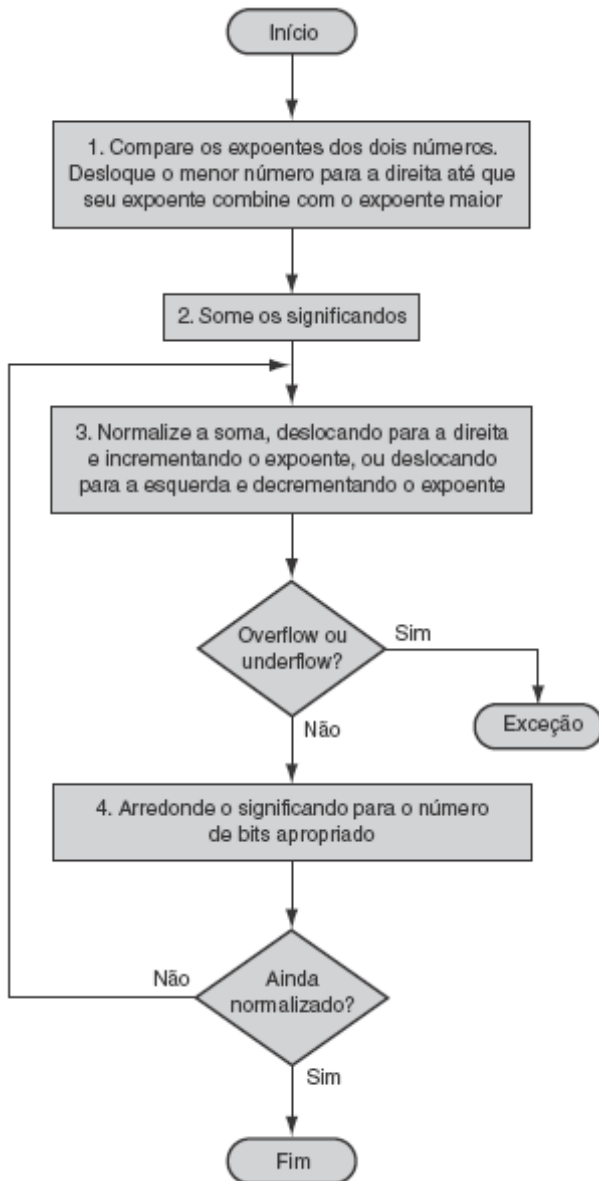 Início
1. Compare os expoentes dos dois números.
Desloque o menor número para a direita até que
seu expoente combine com o expoente maior
2. Some os significandos
3. Normalize a soma, deslocando para a direita
e incrementando o expoente, ou deslocando
para a esquerda e decrementando o expoente
Overflow ou
underflow?
Sim
Exceção
Não
4. Arredonde o significando para o número
de bits apropriado
Não
Ainda
normalizado?
Sim
Fim